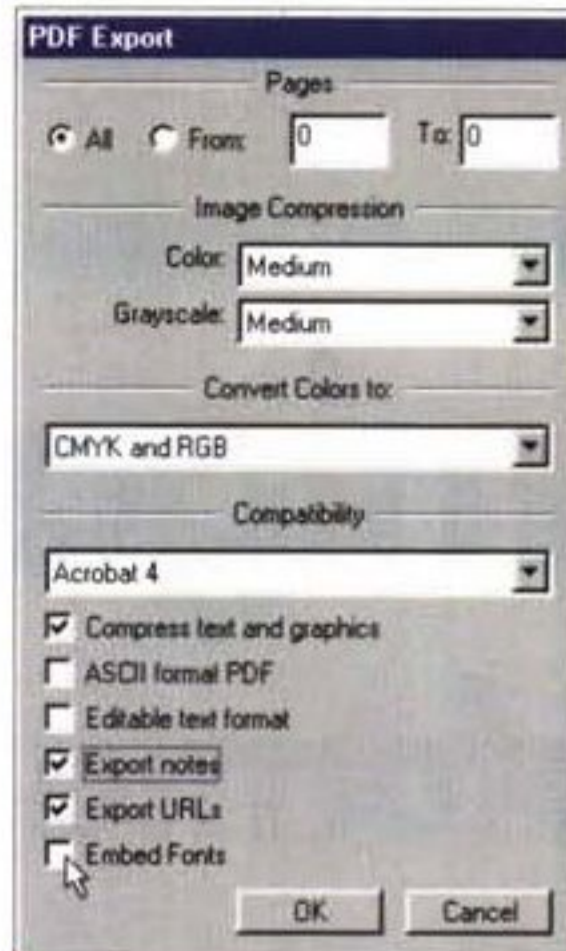 PDF Export
Pages
All From: 0 To: 0
Image Compression
Color: Medium
Grayscale: Medium
Convert Colors to:
CMYK and RGB
Compatibility
Acrobat 4
Compress text and graphics
ASCII format PDF
Editable text format
Export notes
Export URLs
Embed Fonts
OK Cancel